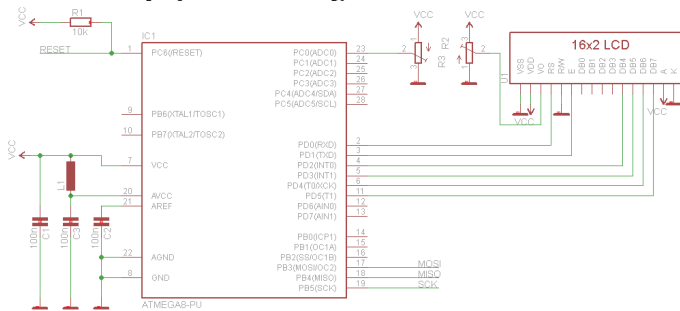 VCC
R1
10k
RESET
IC1
1
PC6(/RESET)
9
PB6(XTAL1/TOSC1)
10
PB7(XTAL2/TOSC2)
VCC
7
VCC
L1
20
AVCC
21
AREF
100n
C1
100n
C3
100n
C2
22
AGND
8
GND
ATMEGA8-PU
PC0(ADC0) 23
PC1(ADC1) 24
PC2(ADC2) 25
PC3(ADC3) 26
PC4(ADC4/SDA) 27
PC5(ADC5/SCL) 28
PD0(RXD) 2
PD1(TXD) 3
PD2(INT0) 4
PD3(INT1) 5
PD4(T0/XCK) 6
PD5(T1) 11
PD6(AIN0) 12
PD7(AIN1) 13
PB0(ICP1) 14
PB1(OC1A) 15
PB2(SS/OC1B) 16
PB3(MOSI/OC2) 17 MOSI
PB4(MISO) 18 MISO
PB5(SCK) 19 SCK
VCC
1
2
3
R3
VCC
R2
3
2
1
U1
16x2 LCD
VSS
VDD
VO
RS
R/W
E
DB0
DB1
DB2
DB3
DB4
DB5
DB6
DB7
A
K
VCC
VCC